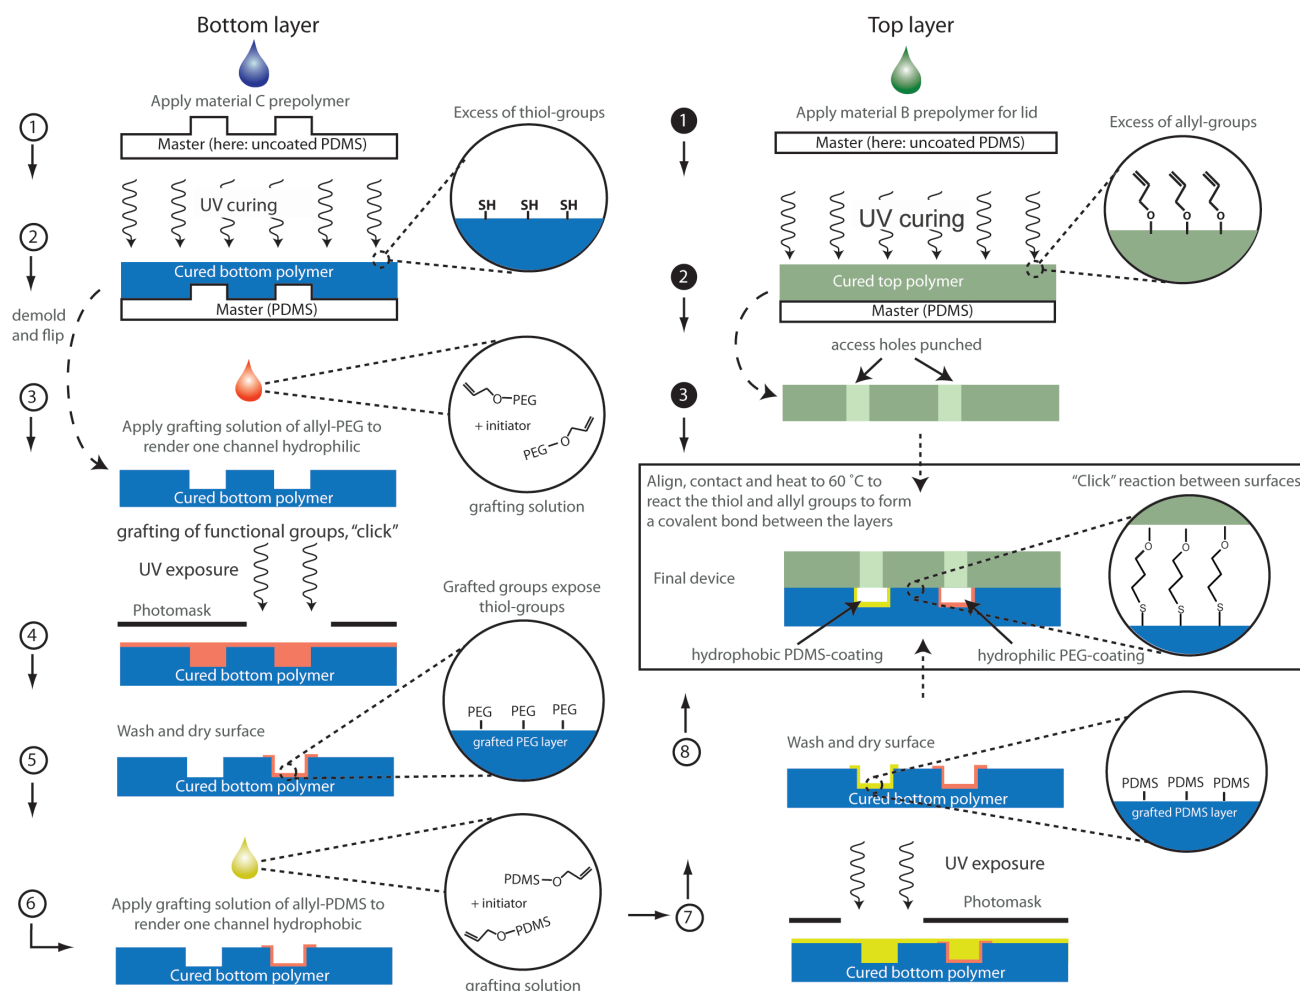 Bottom layer
Apply material C prepolymer
1
Master (here: uncoated PDMS)
Excess of thiol-groups
SH SH SH
UV curing
2
Cured bottom polymer
Master (PDMS)
demold
and flip
3
Apply grafting solution of allyl-PEG to
render one channel hydrophilic
O PEG
+ initiator
PEG O
grafting solution
Cured bottom polymer
grafting of functional groups, “click”
UV exposure
Photomask
4
Cured bottom polymer
Grafted groups expose
thiol-groups
PEG PEG PEG
grafted PEG layer
Wash and dry surface
5
Cured bottom polymer
6
Apply grafting solution of allyl-PDMS to
render one channel hydrophobic
PDMS O
+ initiator
O PDMS
grafting solution
Cured bottom polymer
Top layer
1
Apply material B prepolymer for lid
Master (here: uncoated PDMS)
Excess of allyl-groups
O O O
UV curing
2
Cured top polymer
Master (PDMS)
access holes punched
3
Align, contact and heat to 60 ˚C to
react the thiol and allyl groups to form
a covalent bond between the layers
“Click” reaction between surfaces
O O O
S S S
Final device
hydrophobic PDMS-coating
hydrophilic PEG-coating
8
Wash and dry surface
Cured bottom polymer
PDMS PDMS PDMS
grafted PDMS layer
UV exposure
7
Photomask
Cured bottom polymer